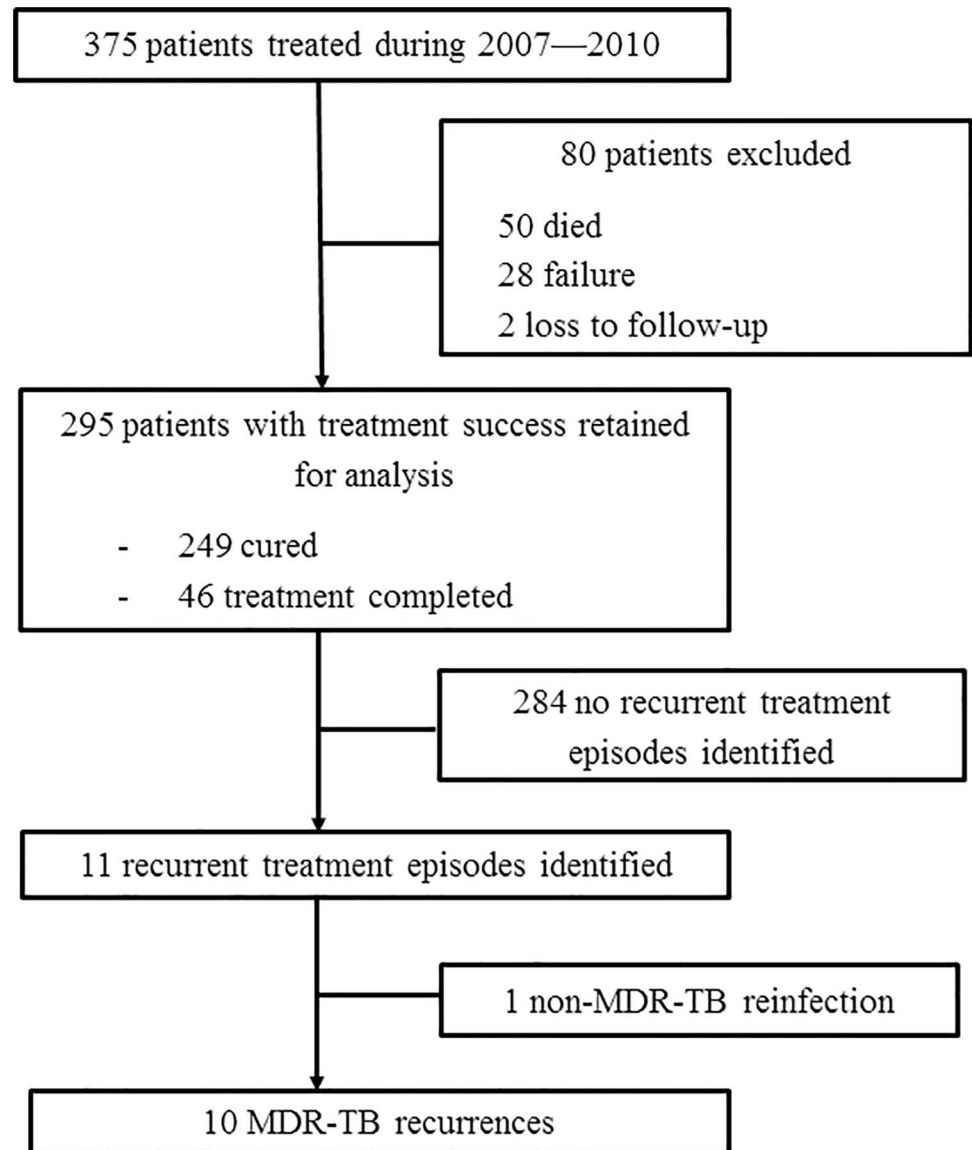 375 patients treated during 2007—2010
80 patients excluded
50 died
28 failure
2 loss to follow-up
295 patients with treatment success retained
for analysis
- 249 cured
- 46 treatment completed
284 no recurrent treatment
episodes identified
11 recurrent treatment episodes identified
1 non-MDR-TB reinfection
10 MDR-TB recurrences